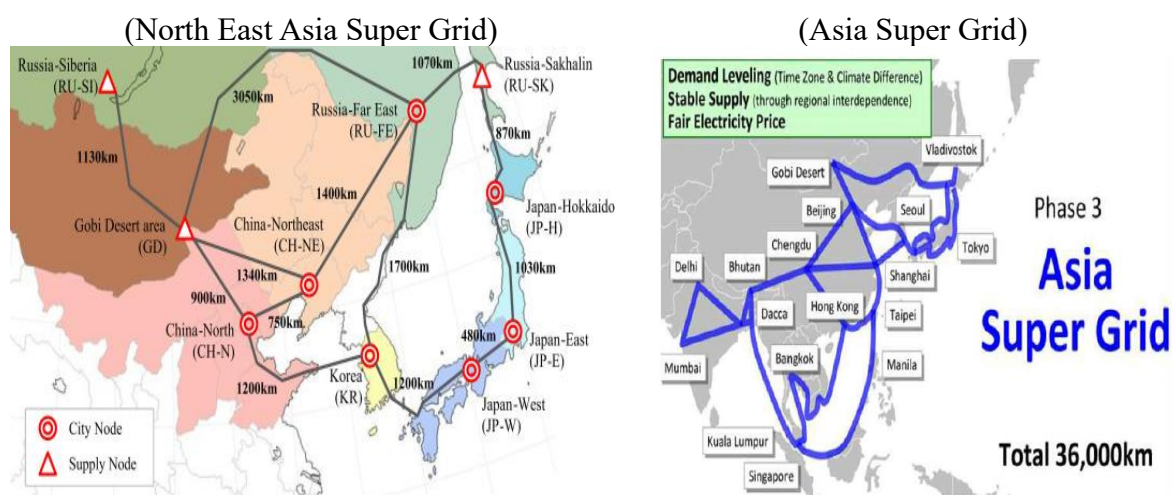 (North East Asia Super Grid)
Russia-Siberia
(RU-SI)
1130km
3050km
1070km
Russia-Sakhalin
(RU-SK)
Russia-Far East
(RU-FE)
870km
1400km
Japan-Hokkaido
(JP-H)
Gobi Desert area
(GD)
China-Northeast
(CH-NE)
1340km
900km
1700km
1030km
China-North
(CH-N)
750km
480km
Japan-East
(JP-E)
1200km
Korea
(KR)
1200km
Japan-West
(JP-W)
City Node
Supply Node
(Asia Super Grid)
Demand Leveling (Time Zone & Climate Difference)
Stable Supply (through regional interdependence)
Fair Electricity Price
Vladivostok
Gobi Desert
Beijing
Seoul
Chengdu
Tokyo
Delhi
Bhutan
Shanghai
Dacca
Hong Kong
Taipei
Mumbai
Bangkok
Manila
Kuala Lumpur
Singapore
Phase 3
Asia
Super Grid
Total 36,000km